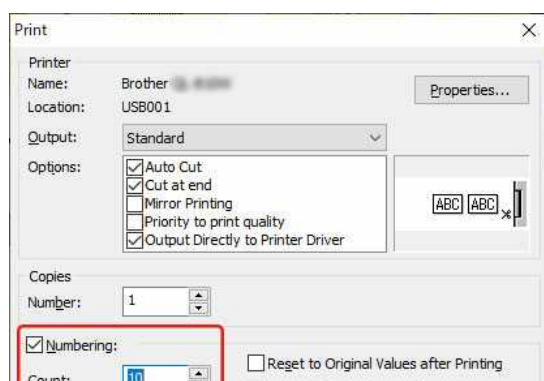 Print
Printer
Name: Brother
Properties...
Location: USB001
Output: Standard
Options: Auto Cut
Cut at end
Mirror Printing
Priority to print quality
Output Directly to Printer Driver
ABC ABC
Copies
Number: 1
Numbering:
Reset to Original Values after Printing
Count: 10